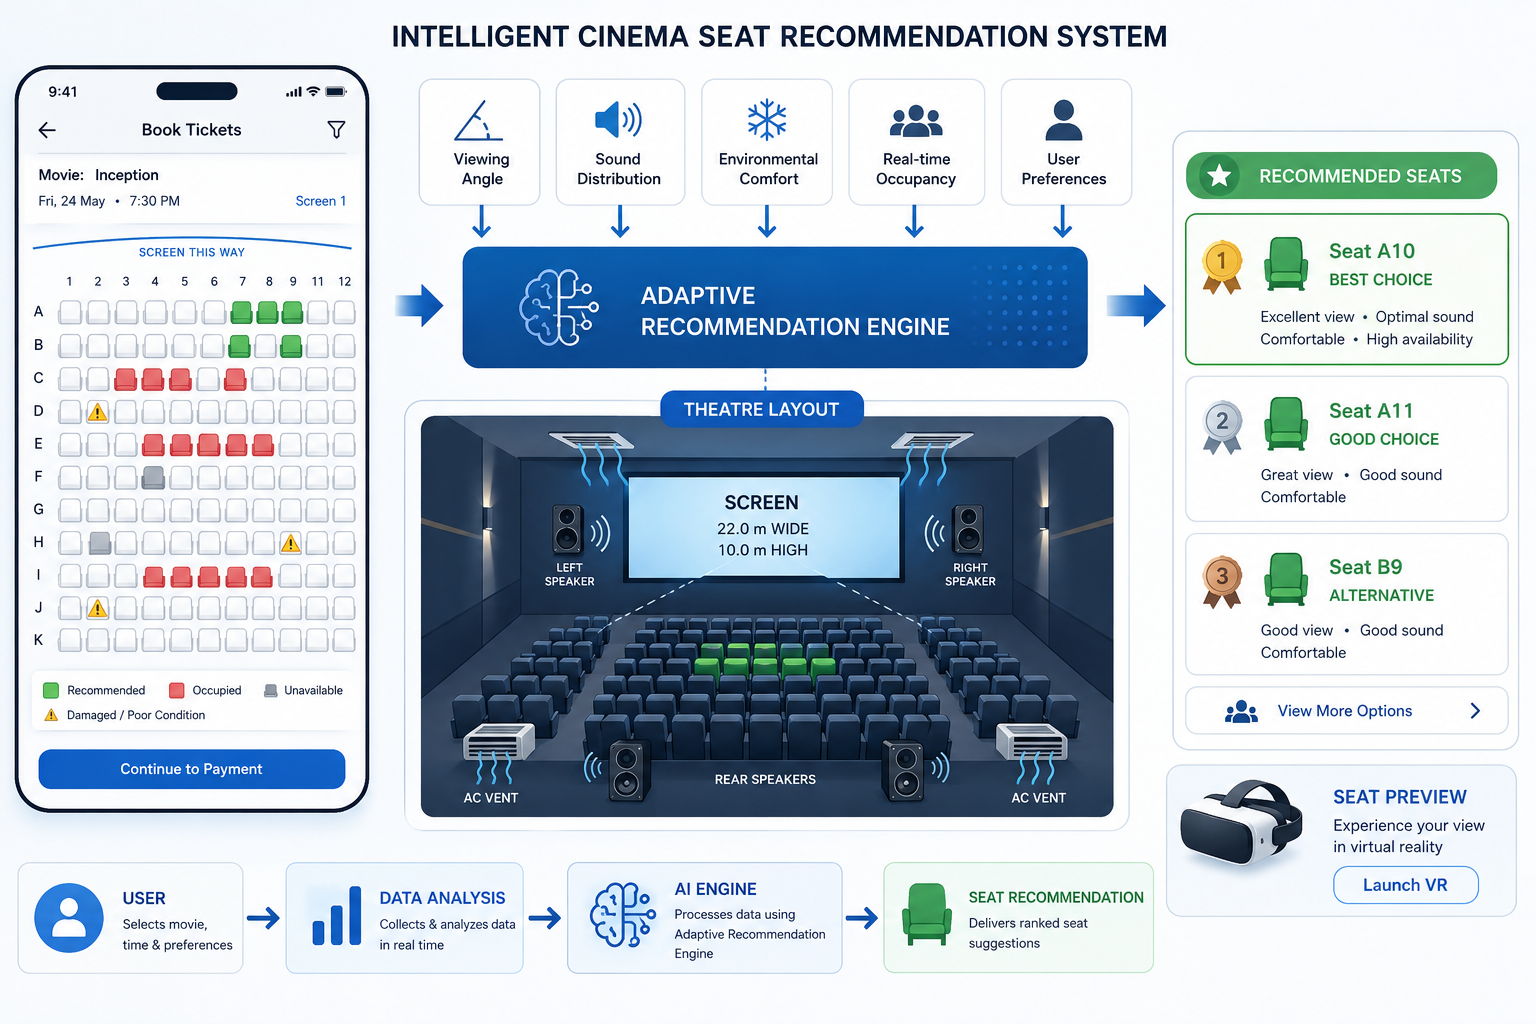 INTELLIGENT CINEMA SEAT RECOMMENDATION SYSTEM
9:41
Book Tickets
Movie: Inception
Fri, 24 May • 7:30 PM
Screen 1
SCREEN THIS WAY
1 2 3 4 5 6 7 8 9 11 12
A
B
C
D
E
F
G
H
I
J
K
Recommended
Occupied
Unavailable
Damaged / Poor Condition
Continue to Payment
Viewing
Angle
Sound
Distribution
Environmental
Comfort
Real-time
Occupancy
User
Preferences
ADAPTIVE
RECOMMENDATION ENGINE
THEATRE LAYOUT
SCREEN
22.0 m WIDE
10.0 m HIGH
LEFT
SPEAKER
RIGHT
SPEAKER
REAR SPEAKERS
AC VENT
AC VENT
RECOMMENDED SEATS
1
Seat A10
BEST CHOICE
Excellent view • Optimal sound
Comfortable • High availability
2
Seat A11
GOOD CHOICE
Great view • Good sound
Comfortable
3
Seat B9
ALTERNATIVE
Good view • Good sound
Comfortable
View More Options
SEAT PREVIEW
Experience your view
in virtual reality
Launch VR
USER
Selects movie,
time & preferences
DATA ANALYSIS
Collects & analyzes data
in real time
AI ENGINE
Processes data using
Adaptive Recommendation
Engine
SEAT RECOMMENDATION
Delivers ranked seat
suggestions